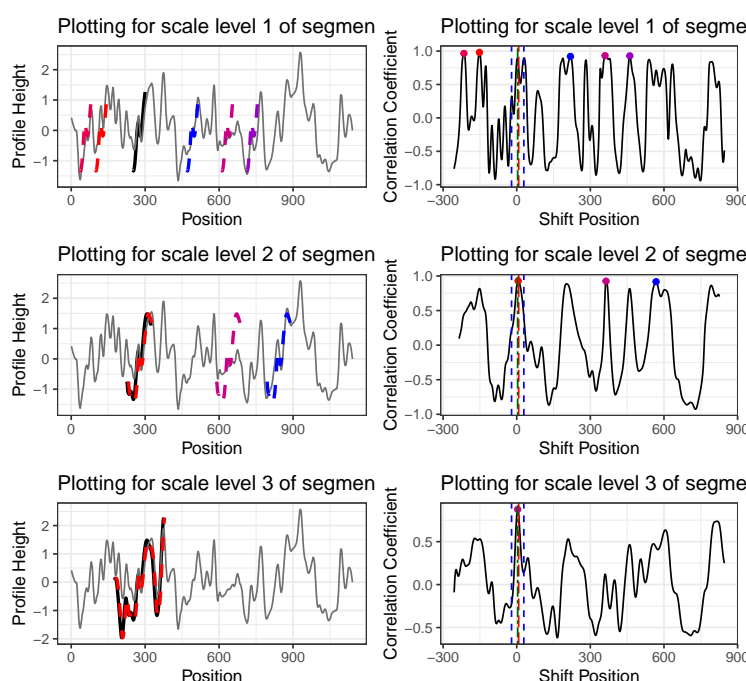 Plotting for scale level 1 of segmen
Profile Height
2
1
0
−1
0
300
600
900
Position
Plotting for scale level 1 of segme
Correlation Coefficient
1.0
0.5
0.0
−0.5
−1.0
−300
0
300
600
900
Shift Position
Plotting for scale level 2 of segmen
Profile Height
2
1
0
−1
0
300
600
900
Position
Plotting for scale level 2 of segme
Correlation Coefficient
1.0
0.5
0.0
−0.5
−1.0
−300
0
300
600
900
Shift Position
Plotting for scale level 3 of segmen
Profile Height
2
1
0
−1
−2
0
300
600
900
Position
Plotting for scale level 3 of segme
Correlation Coefficient
0.5
0.0
−0.5
−300
0
300
600
900
Shift Position